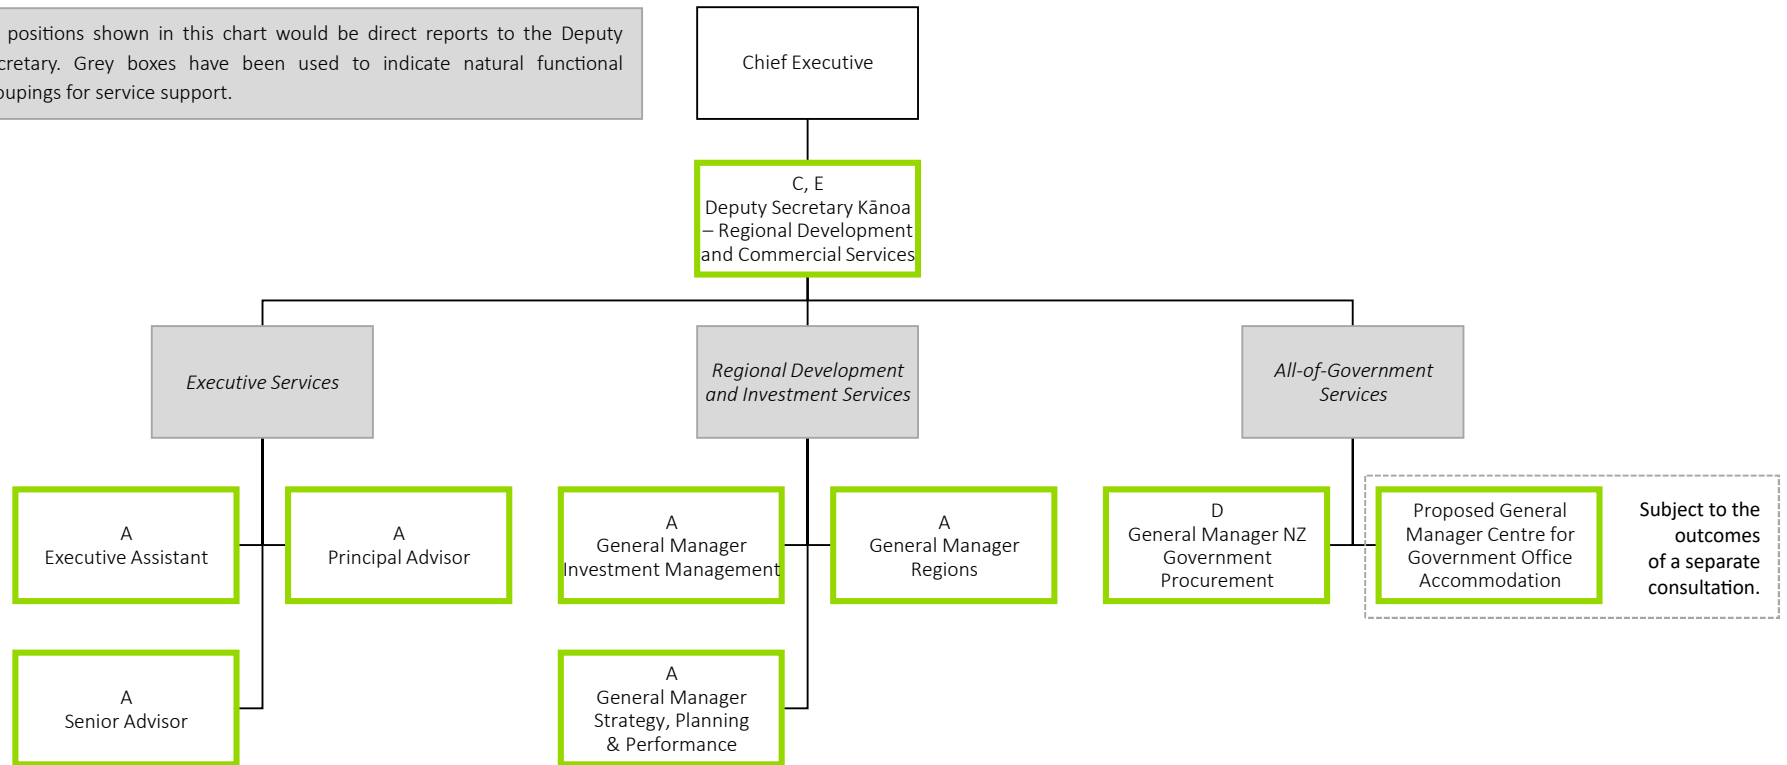 positions shown in this chart would be direct reports to the Deputy
cretary. Grey boxes have been used to indicate natural functional
oupings for service support.
Chief Executive
C, E
Deputy Secretary Kānoa
– Regional Development
and Commercial Services
Executive Services
Regional Development
and Investment Services
All-of-Government
Services
A
Executive Assistant
A
Principal Advisor
A
General Manager
Investment Management
A
General Manager
Regions
D
General Manager NZ
Government
Procurement
Proposed General
Manager Centre for
Government Office
Accommodation
Subject to the
outcomes
of a separate
consultation.
A
Senior Advisor
A
General Manager
Strategy, Planning
& Performance